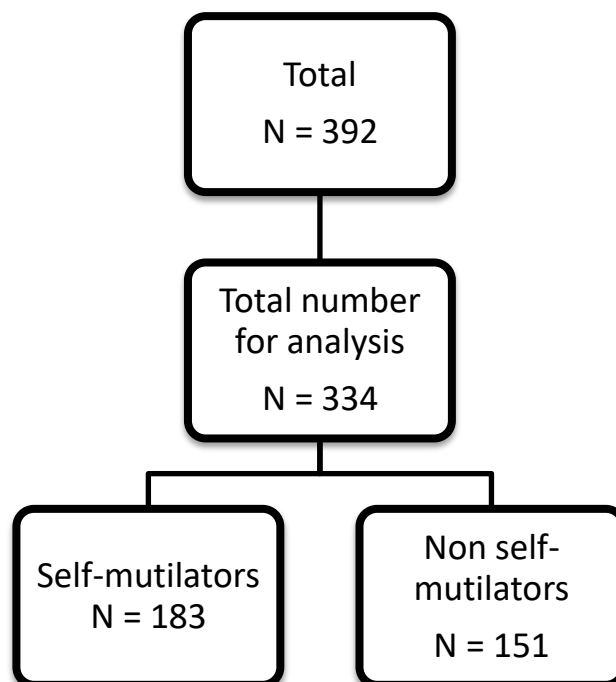 Total
N = 392
Total number
for analysis
N = 334
Self-mutilators
N = 183
Non self-
mutilators
N = 151